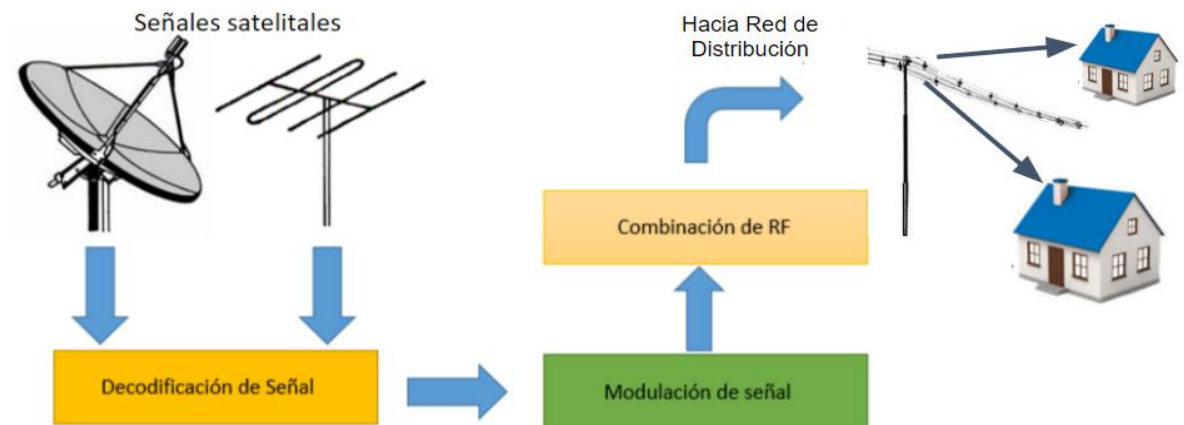 Señales satelitales
Hacia Red de
Distribución
Combinación de RF
Decodificación de Señal
Modulación de señal